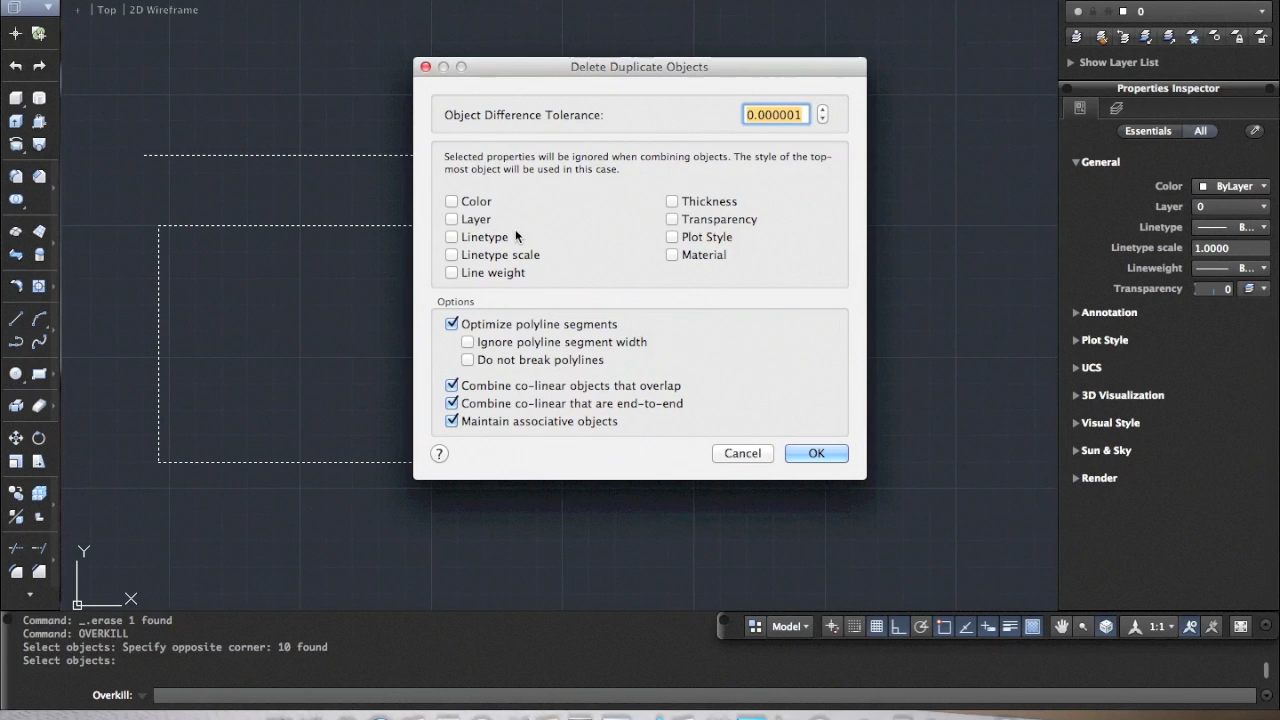 + | Top | 2D Wireframe
0
Show Layer List
Properties Inspector
Essentials All
General
Color ByLayer
Layer 0
Linetype B...
Linetype scale 1.0000
Lineweight B...
Transparency 0
Annotation
Plot Style
UCS
3D Visualization
Visual Style
Sun & Sky
Render
Delete Duplicate Objects
Object Difference Tolerance: 0.000001
Selected properties will be ignored when combining objects. The style of the top-
most object will be used in this case.
Color
Layer
Linetype
Linetype scale
Line weight
Thickness
Transparency
Plot Style
Material
Options
Optimize polyline segments
Ignore polyline segment width
Do not break polylines
Combine co-linear objects that overlap
Combine co-linear that are end-to-end
Maintain associative objects
? Cancel OK
Y
X
Command: _.erase 1 found
Command: OVERKILL
Select objects: Specify opposite corner: 10 found
Select objects:
Overkill:
Model 1:1